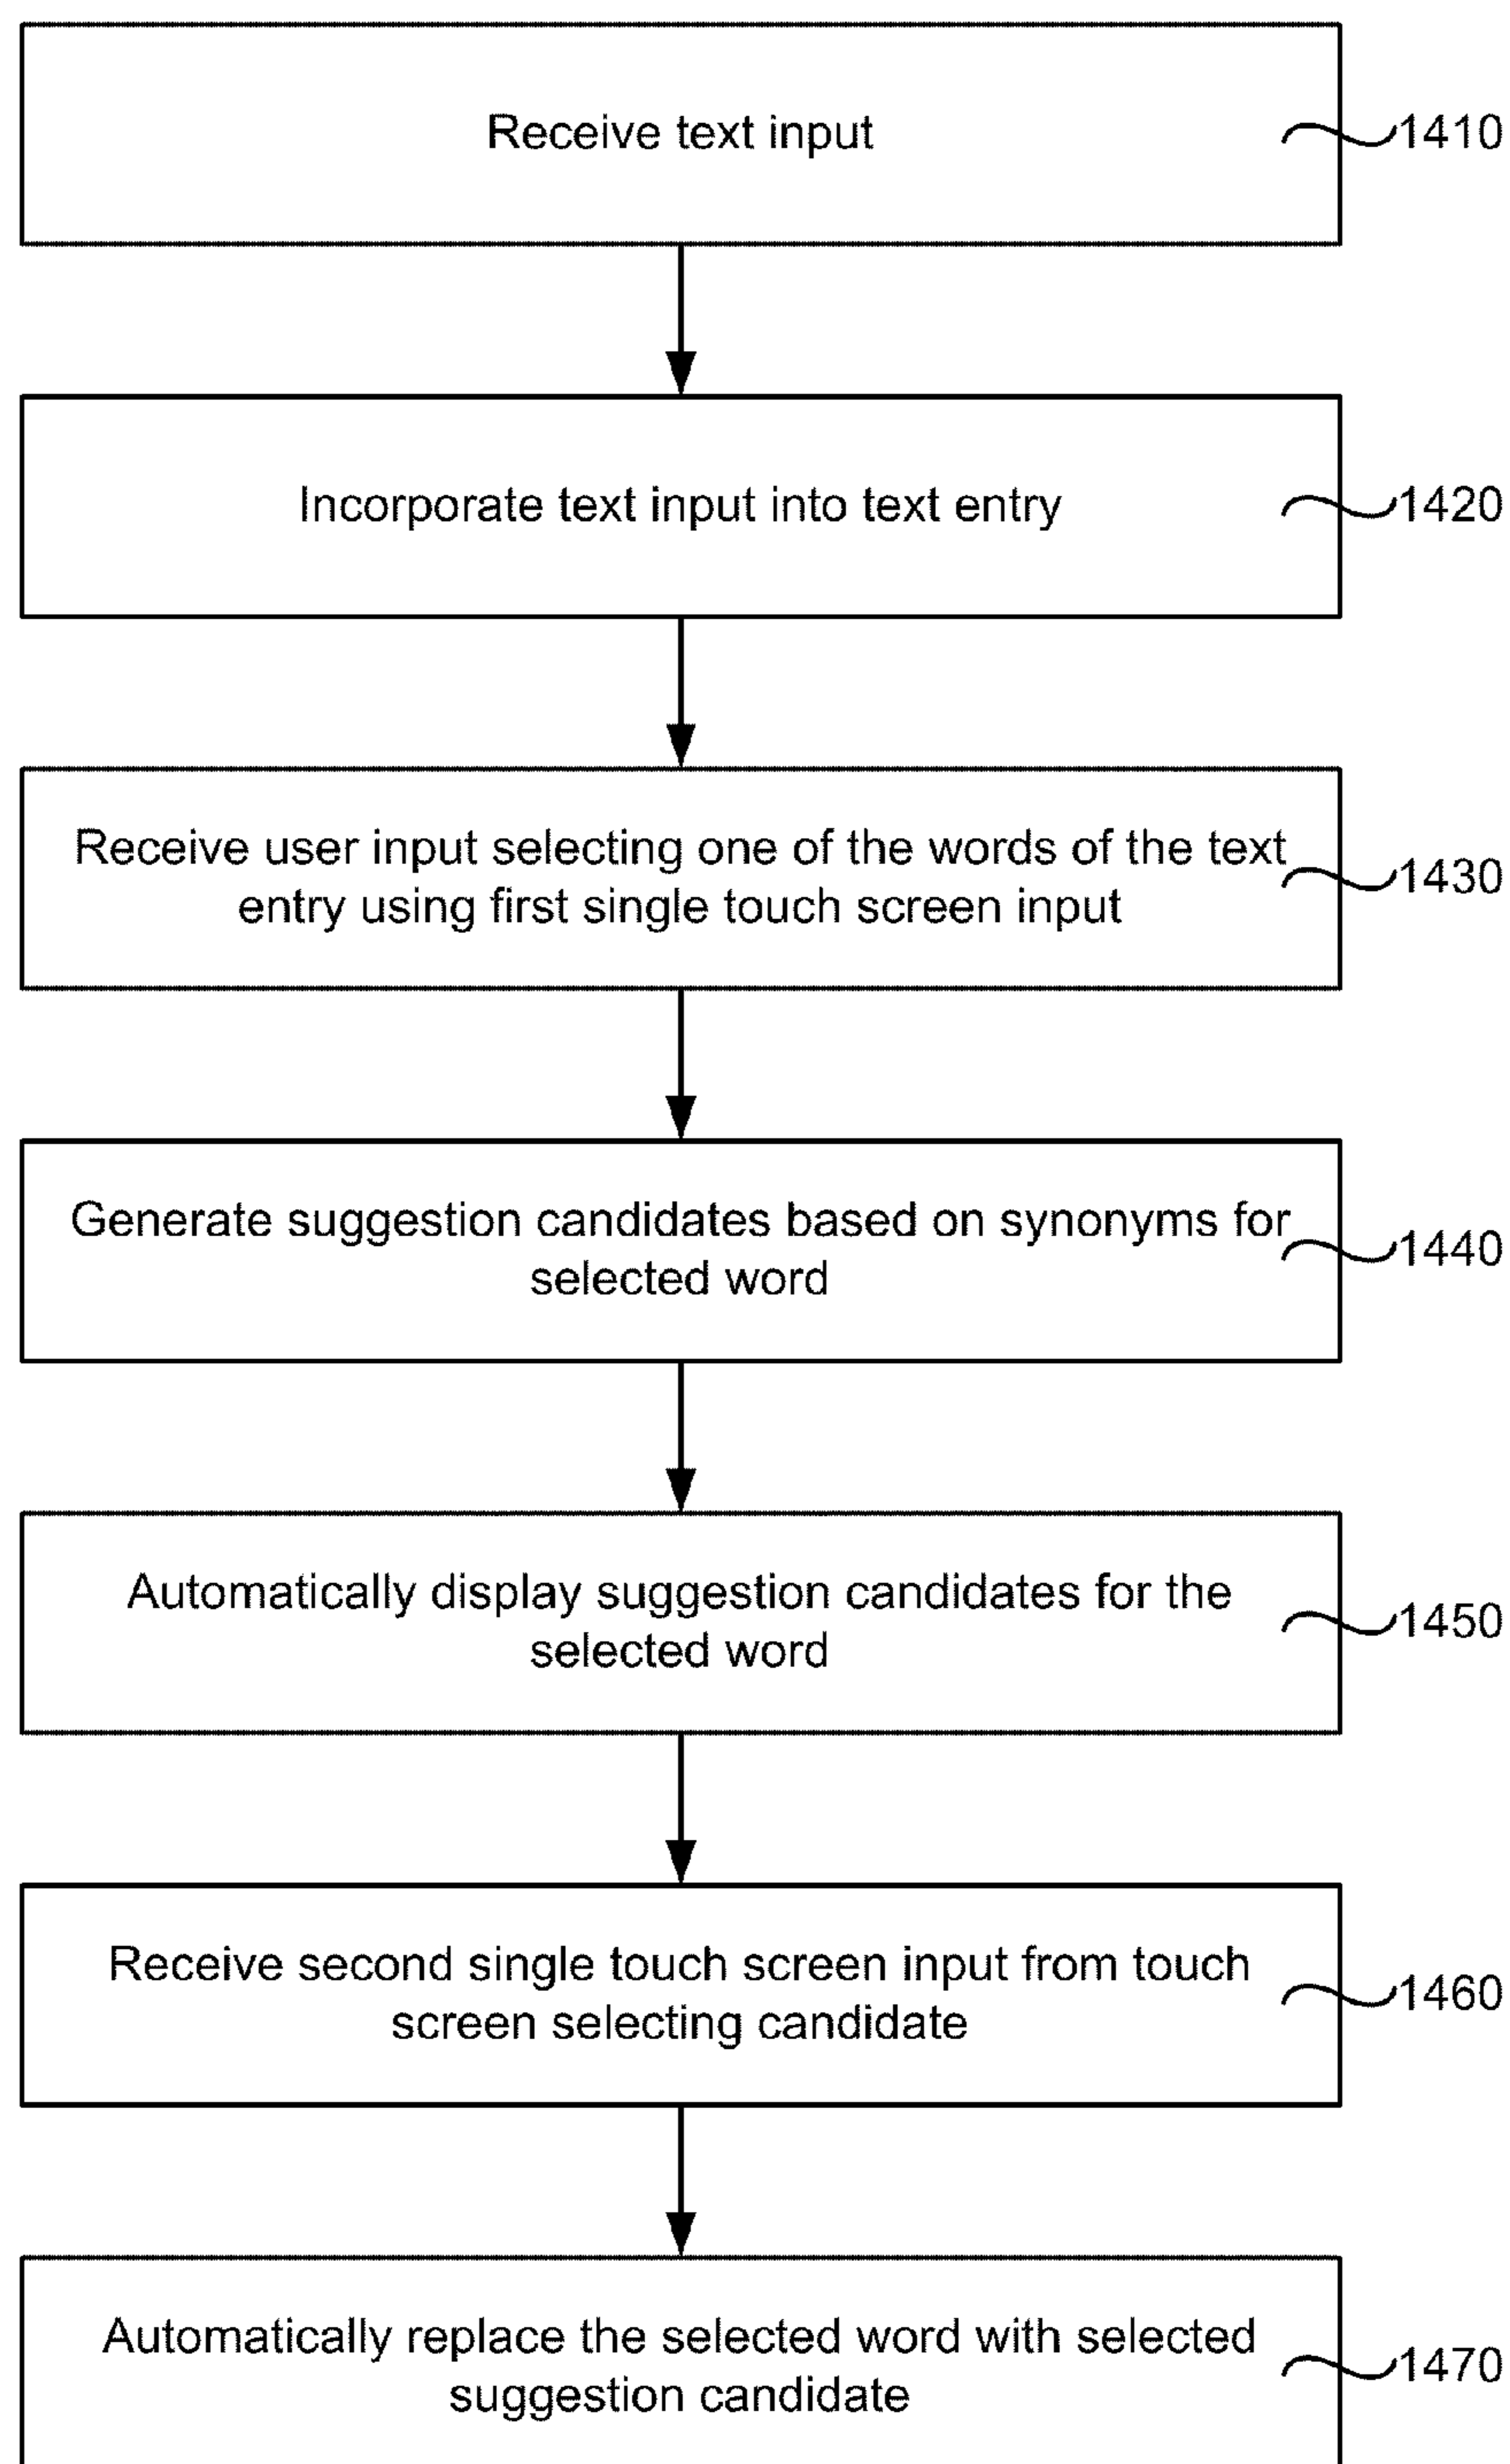 Receive text input
1410
Incorporate text input into text entry
1420
Receive user input selecting one of the words of the text
entry using first single touch screen input
1430
Generate suggestion candidates based on synonyms for
selected word
1440
Automatically display suggestion candidates for the
selected word
1450
Receive second single touch screen input from touch
screen selecting candidate
1460
Automatically replace the selected word with selected
suggestion candidate
1470